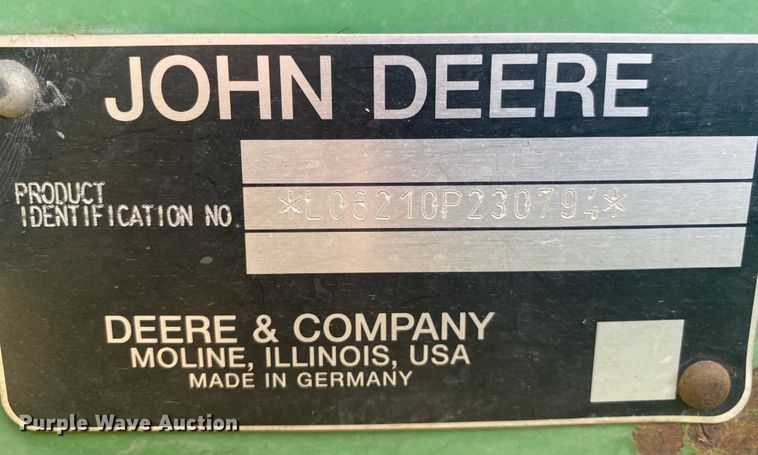 JOHN DEERE
PRODUCT
IDENTIFICATION NO
*L06210P230794*
DEERE & COMPANY
MOLINE, ILLINOIS, USA
MADE IN GERMANY
Purple Wave Auction